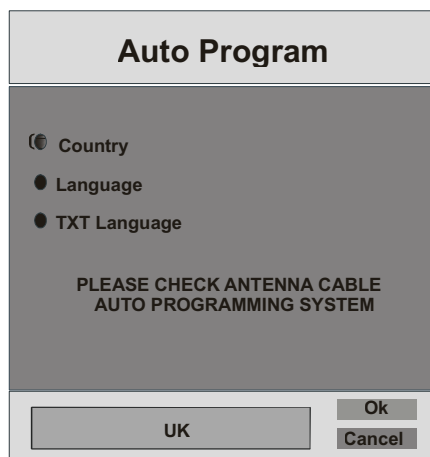 Auto Program
Country
Language
TXT Language
PLEASE CHECK ANTENNA CABLE
AUTO PROGRAMMING SYSTEM
UK
Ok
Cancel